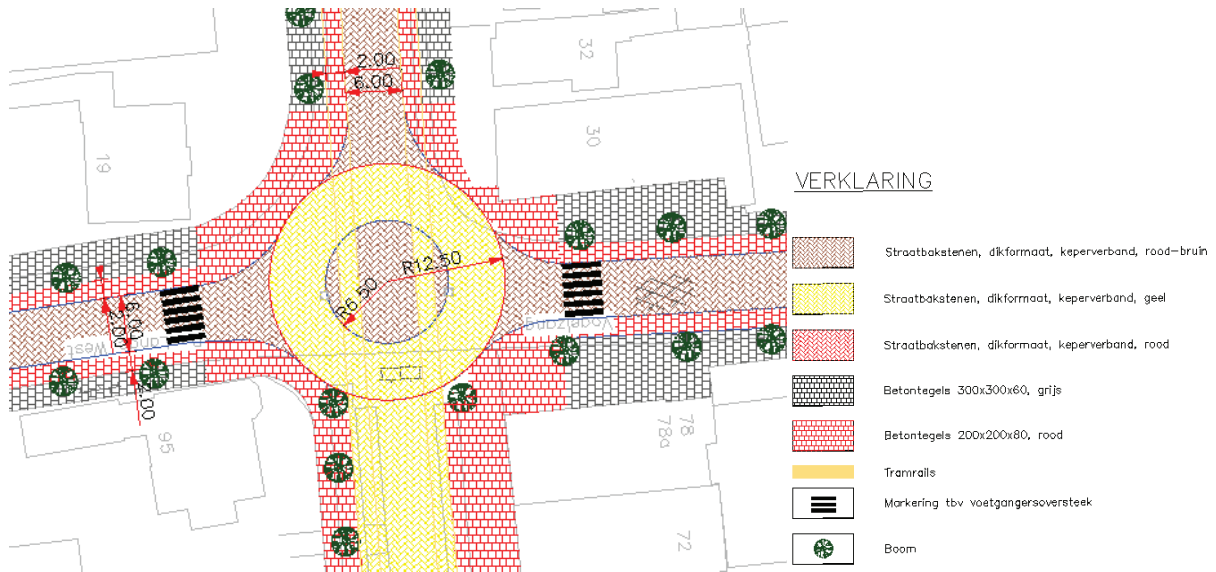 32
2.00
6.00
19
30
R12.50
R6.50
6.00
2.00
West
Vogelzang
2.00
95
78
78a
72
VERKLARING
Straatbakstenen, dikformaat, keperverband, rood-bruin
Straatbakstenen, dikformaat, keperverband, geel
Straatbakstenen, dikformaat, keperverband, rood
Betontegels 300x300x60, grijs
Betontegels 200x200x80, rood
Tramrails
Markering tbv voetgangersoversteek
Boom